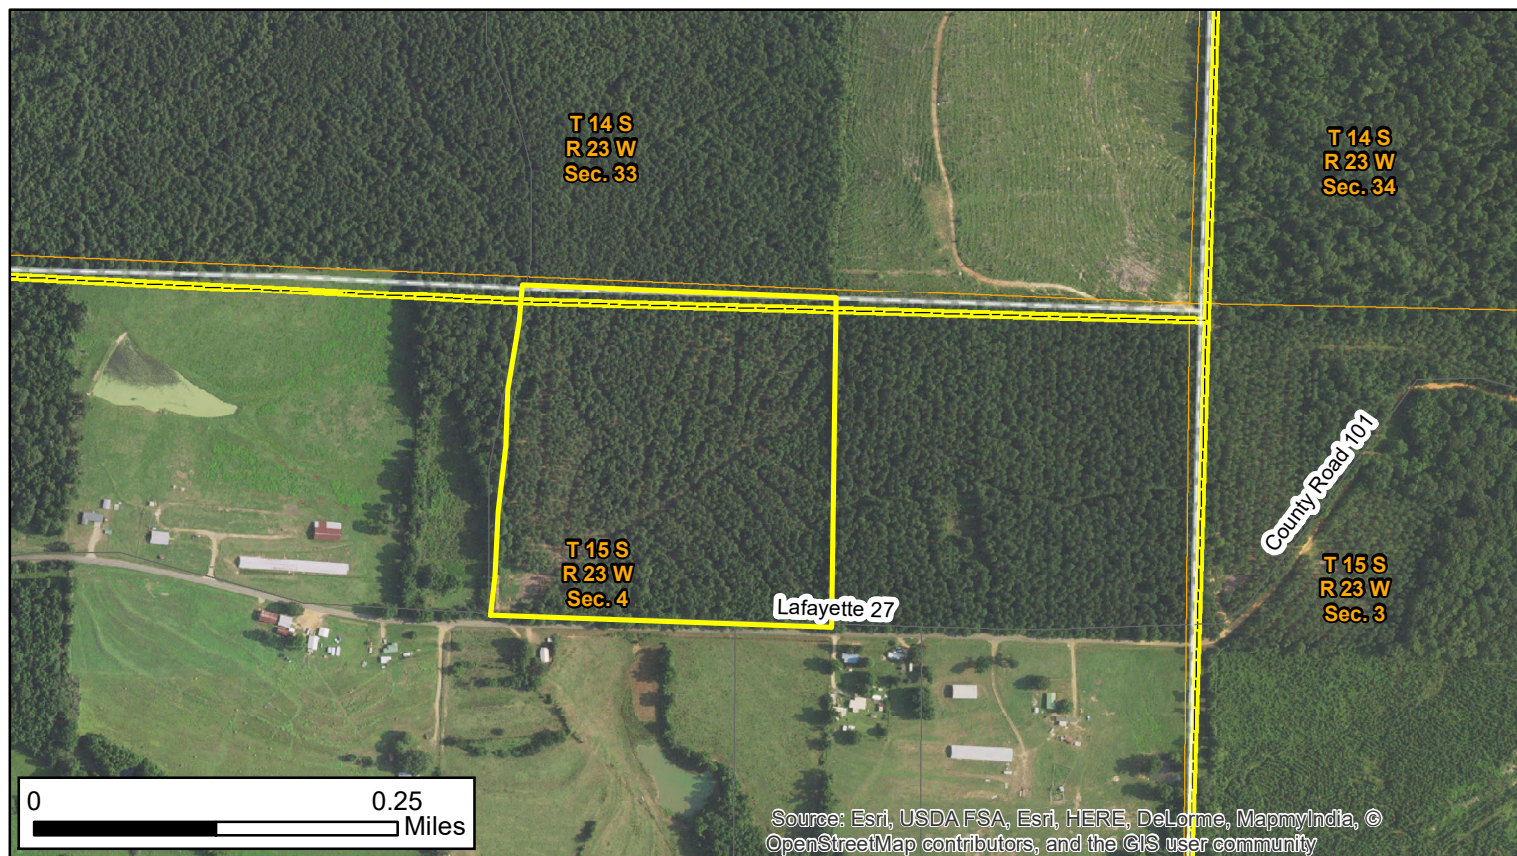 T 14 S
R 23 W
Sec. 33
T 14 S
R 23 W
Sec. 34
County Road 101
T 15 S
R 23 W
Sec. 4
Lafayette 27
T 15 S
R 23 W
Sec. 3
0 0.25
Miles
Source: Esri, USDA FSA, Esri, HERE, DeLorme, MapmyIndia, ©
OpenStreetMap contributors, and the GIS user community